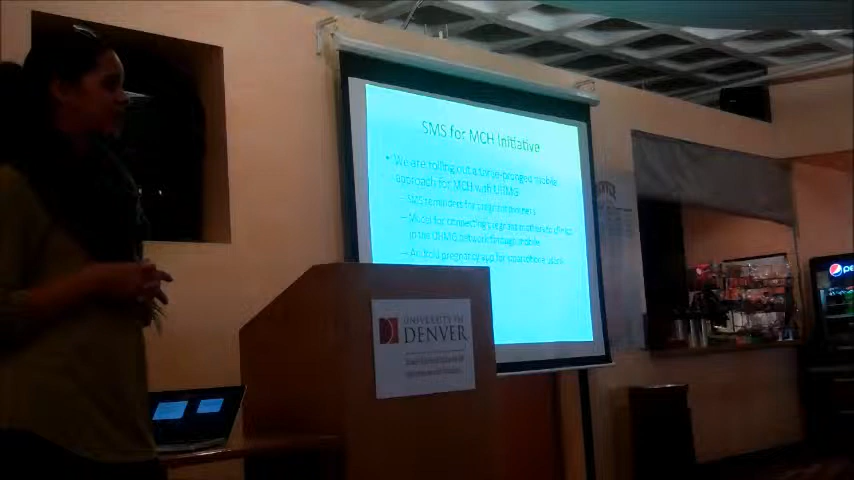 SMS for MCH Initiative
• We are rolling out a three-pronged mobile
approach for MCH with UHMG
– SMS reminders for pregnant mothers
– Model for connecting pregnant mothers to clinics
in the UHMG network through mobile
– Android pregnancy app for smartphone users
UNIVERSITY OF
DENVER
pepsi